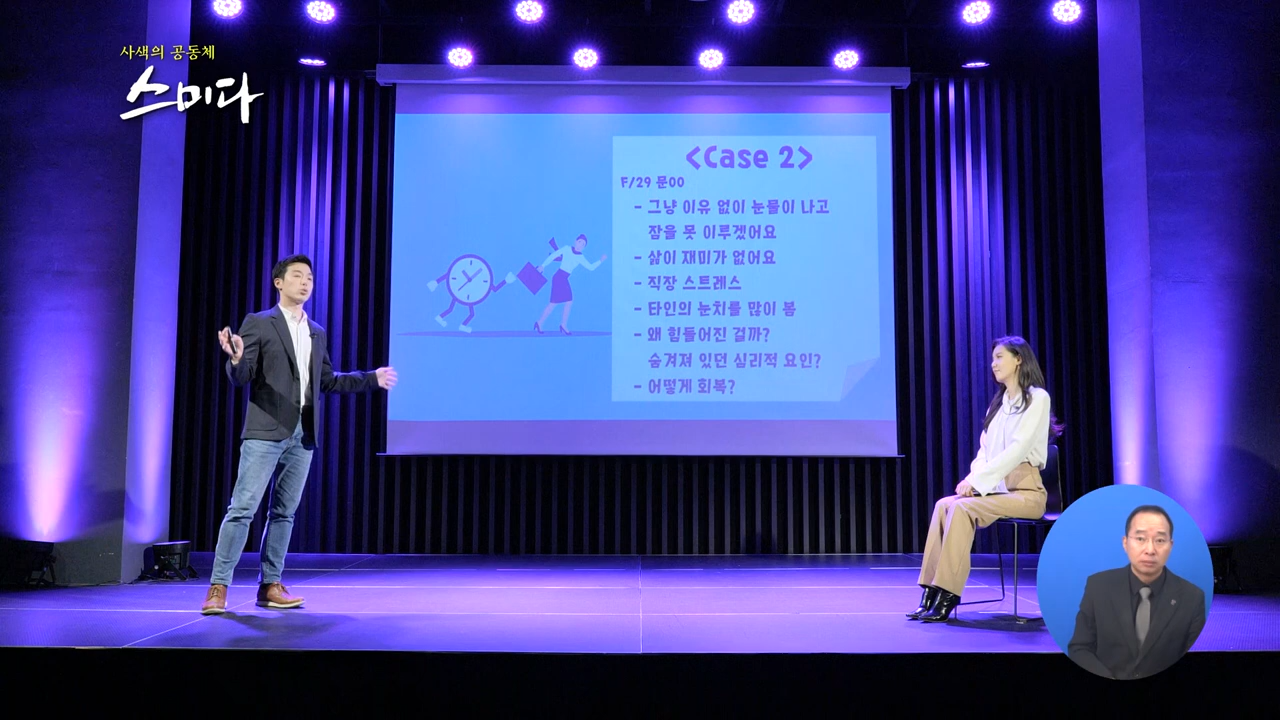 사색의 공동체
스미다
<Case 2>
F/29 문00
- 그냥 이유 없이 눈물이 나고
잠을 못 이루겠어요
- 삶이 재미가 없어요
- 직장 스트레스
- 타인의 눈치를 많이 봄
- 왜 힘들어진 걸까?
숨겨져 있던 심리적 요인?
- 어떻게 회복?